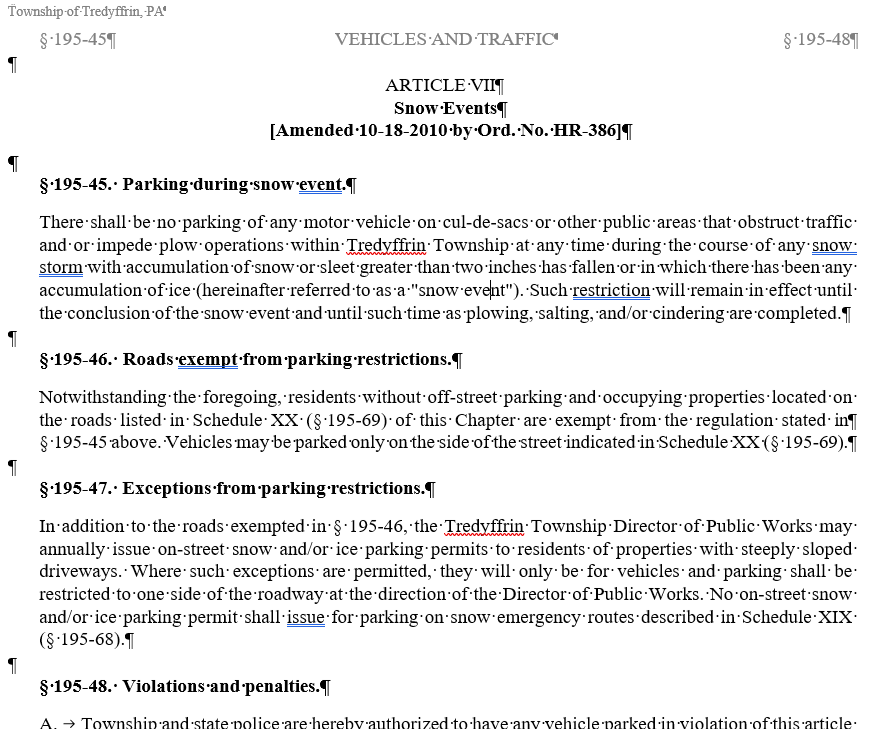 Township of Tredyffrin, PA
§ 195-45¶ VEHICLES AND TRAFFIC § 195-48¶
¶
ARTICLE VII¶
Snow Events¶
[Amended 10-18-2010 by Ord. No. HR-386]¶
¶
§ 195-45. Parking during snow event.¶
There shall be no parking of any motor vehicle on cul-de-sacs or other public areas that obstruct traffic
and or impede plow operations within Tredyffrin Township at any time during the course of any snow
storm with accumulation of snow or sleet greater than two inches has fallen or in which there has been any
accumulation of ice (hereinafter referred to as a "snow event"). Such restriction will remain in effect until
the conclusion of the snow event and until such time as plowing, salting, and/or cindering are completed.¶
¶
§ 195-46. Roads exempt from parking restrictions.¶
Notwithstanding the foregoing, residents without off-street parking and occupying properties located on
the roads listed in Schedule XX (§ 195-69) of this Chapter are exempt from the regulation stated in¶
§ 195-45 above. Vehicles may be parked only on the side of the street indicated in Schedule XX (§ 195-69).¶
¶
§ 195-47. Exceptions from parking restrictions.¶
In addition to the roads exempted in § 195-46, the Tredyffrin Township Director of Public Works may
annually issue on-street snow and/or ice parking permits to residents of properties with steeply sloped
driveways. Where such exceptions are permitted, they will only be for vehicles and parking shall be
restricted to one side of the roadway at the direction of the Director of Public Works. No on-street snow
and/or ice parking permit shall issue for parking on snow emergency routes described in Schedule XIX
(§ 195-68).¶
¶
§ 195-48. Violations and penalties.¶
A. → Township and state police are hereby authorized to have any vehicle parked in violation of this article